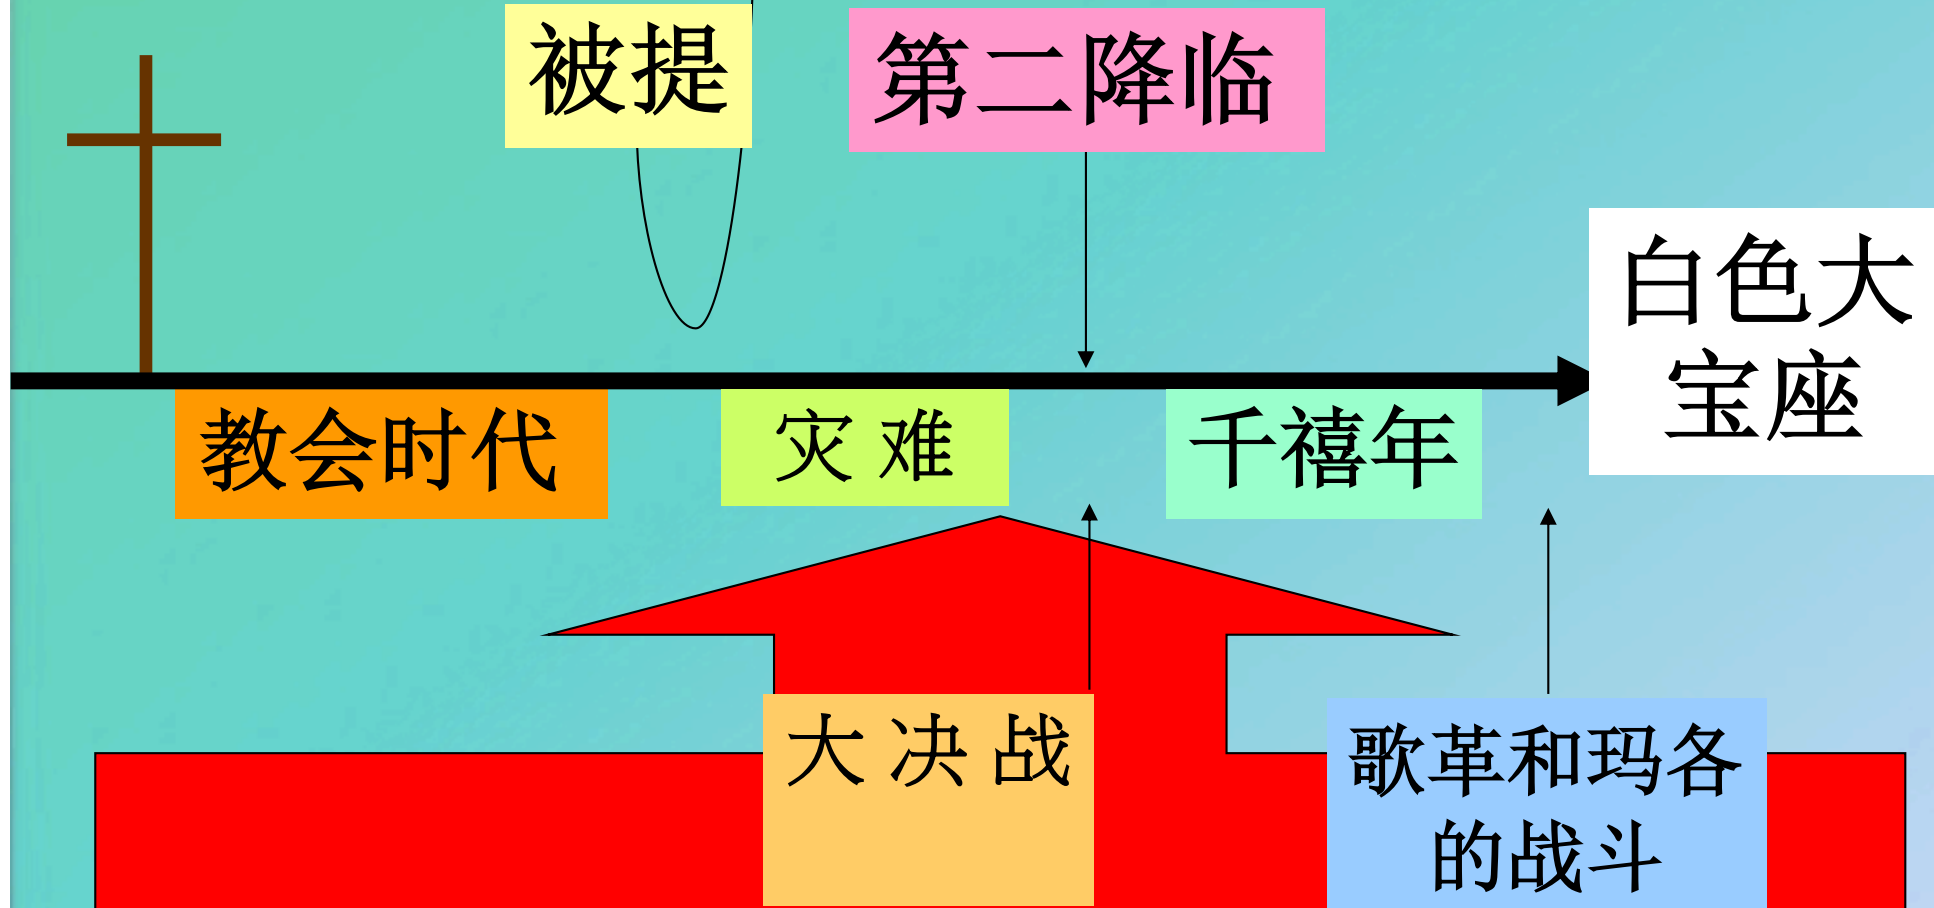 被提
第二降临
白色大
宝座
教会时代
灾 难
千禧年
大 决 战
歌革和玛各
的战斗